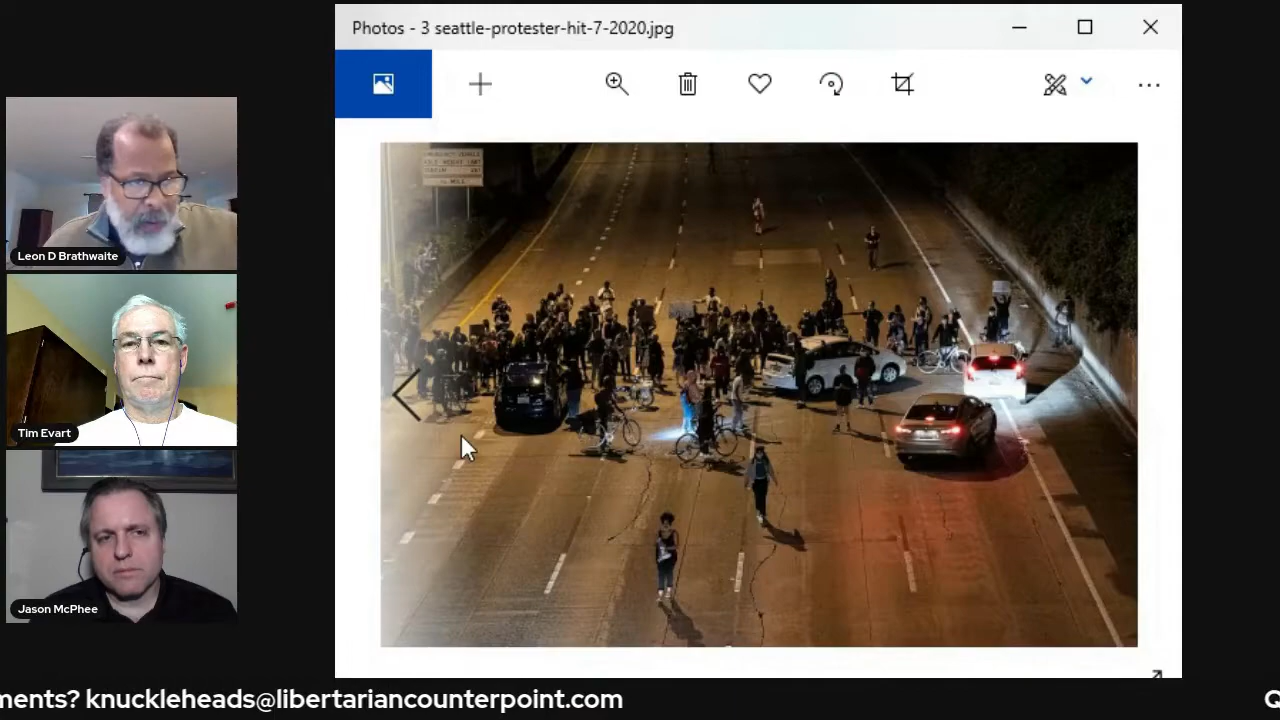 Photos - 3 seattle-protester-hit-7-2020.jpg
Leon D Brathwaite
Tim Evart
Jason McPhee
ments? knuckleheads@libertariancounterpoint.com